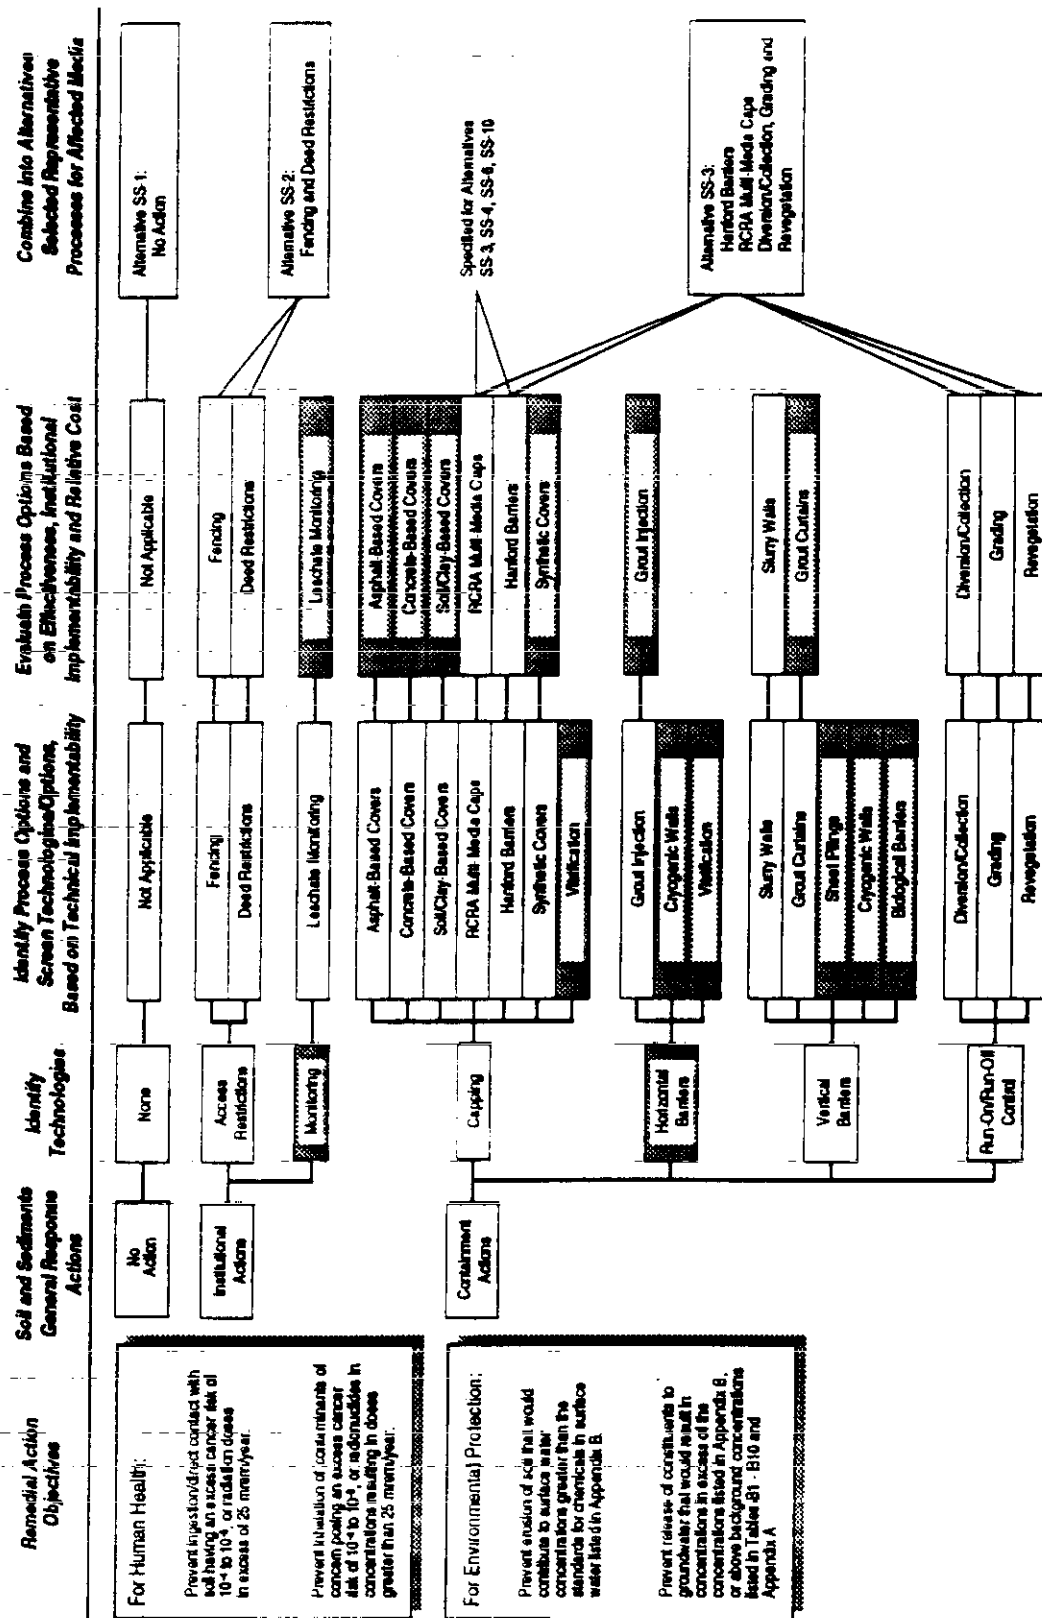 Remedial Action
Objectives
Soil and Sediments
General Response
Actions
Identify
Technologies
Identify Process Options and
Screen Technologies/Options,
Based on Technical Implementability
Evaluate Process Options Based
on Effectiveness, Institutional
Implementability and Relative Cost
Combine into Alternatives
Selected Representative
Processes for Affected Media
For Human Health:
Prevent ingestion/direct contact with
soil having an excess cancer risk of
10⁻⁴ to 10⁻⁶, or radiation doses
in excess of 25 mrem/year.
Prevent inhalation of contaminants of
concern posing an excess cancer
risk of 10⁻⁴ to 10⁻⁶, or radionuclides in
concentrations resulting in doses
greater than 25 mrem/year.
For Environmental Protection:
Prevent erosion of soil that would
contribute to surface water
concentrations greater than the
standards for chemicals in surface
water listed in Appendix B.
Prevent release of constituents to
groundwater that would result in
concentrations in excess of the
concentrations listed in Appendix B,
or above background concentrations
listed in Tables B1 - B10 and
Appendix A
No
Action
None
Not Applicable
Not Applicable
Alternative SS-1:
No Action
Institutional
Actions
Access
Restrictions
Fencing
Deed Restrictions
Fencing
Deed Restrictions
Alternative SS-2:
Fencing and Deed Restrictions
Monitoring
Leachate Monitoring
Leachate Monitoring
Containment
Actions
Capping
Asphalt-Based Covers
Concrete-Based Covers
Soil/Clay-Based Covers
RCRA Multi-Media Caps
Hanford Barriers
Synthetic Covers
Vitrification
Asphalt-Based Covers
Concrete-Based Covers
Soil/Clay-Based Covers
RCRA Multi-Media Caps
Hanford Barriers
Synthetic Covers
Specified for Alternatives
SS-3, SS-4, SS-6, SS-10
Horizontal
Barriers
Grout Injection
Cryogenic Walls
Vitrification
Grout Injection
Vertical
Barriers
Slurry Walls
Grout Curtains
Sheet Pilings
Cryogenic Walls
Biological Barriers
Slurry Walls
Grout Curtains
Alternative SS-3:
Hanford Barriers
RCRA Multi-Media Caps
Diversion/Collection, Grading and
Revegetation
Run-On/Run-Off
Control
Diversion/Collection
Grading
Revegetation
Diversion/Collection
Grading
Revegetation